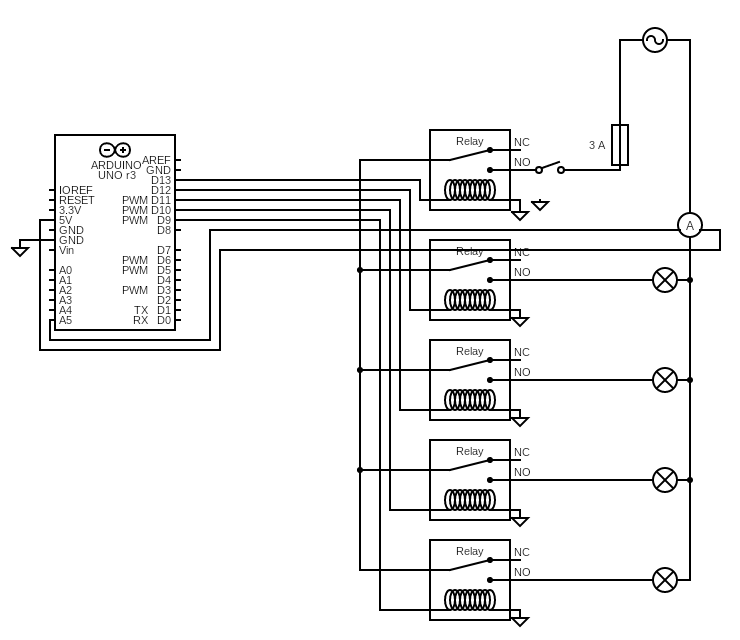 ARDUINO
UNO r3
AREF
GND
D13
D12
PWM D11
PWM D10
PWM D9
D8
D7
PWM D6
PWM D5
D4
PWM D3
D2
TX D1
RX D0
IOREF
RESET
3.3V
5V
GND
GND
Vin
A0
A1
A2
A3
A4
A5
3 A
A
Relay
NC
NO
Relay
NC
NO
Relay
NC
NO
Relay
NC
NO
Relay
NC
NO